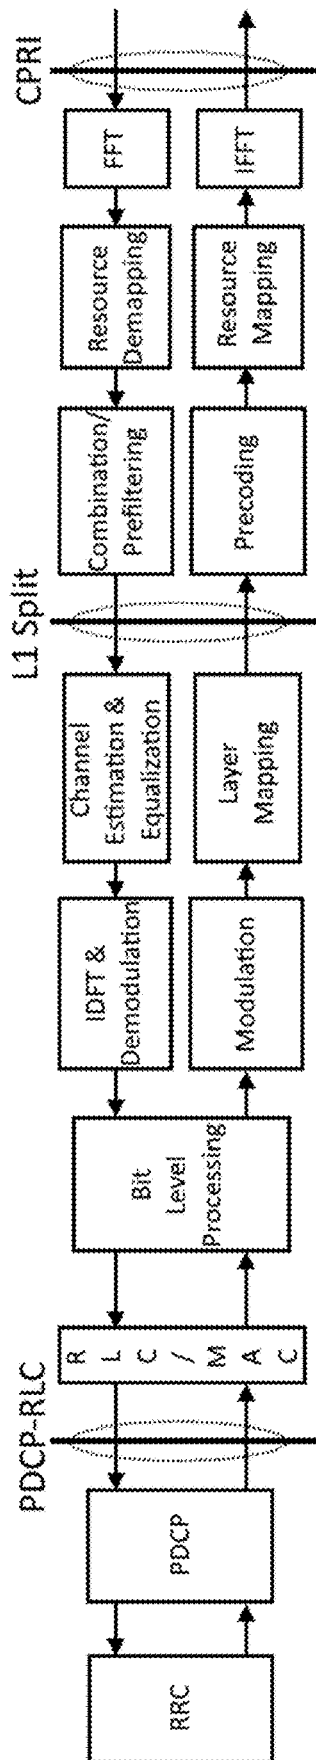 PDCP-RLC
L1 Split
CPRI
RRC
PDCP
R
L
C
/
M
A
C
Bit
Level
Processing
IDFT &
Demodulation
Channel
Estimation &
Equalization
Combination/
Prefiltering
Resource
Demapping
FFT
Modulation
Layer
Mapping
Precoding
Resource
Mapping
IFFT